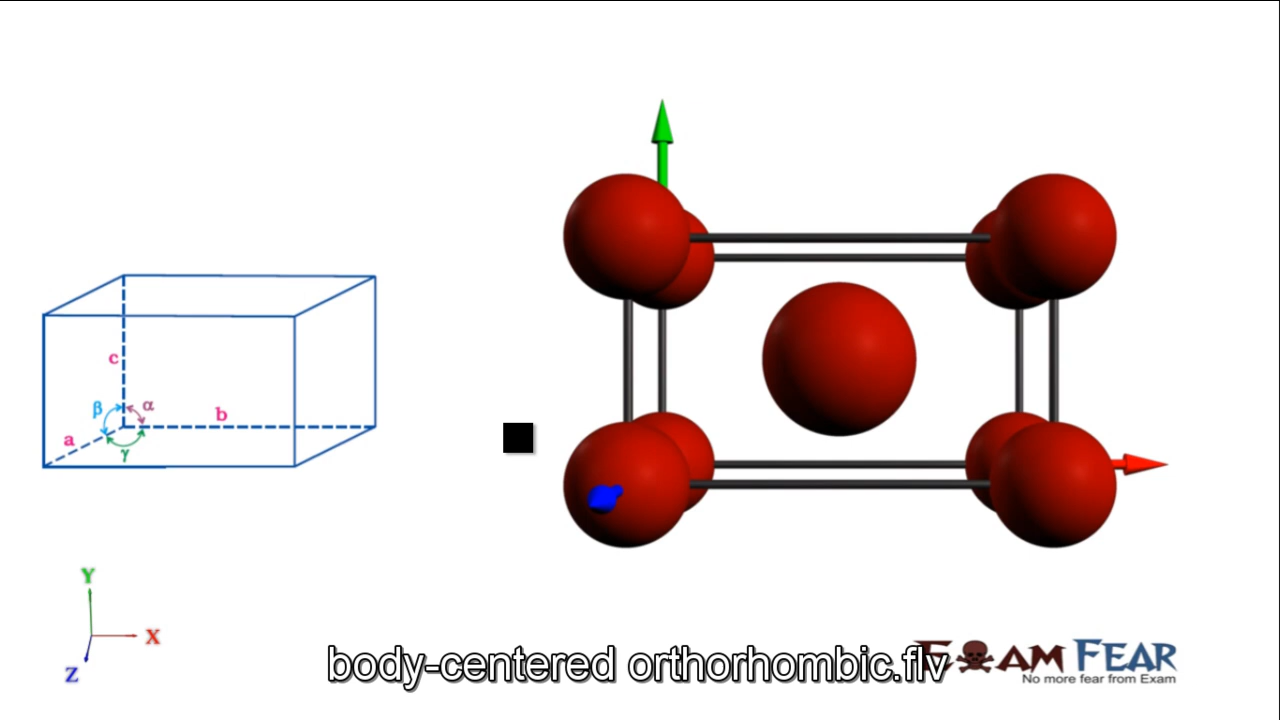 c
β
α
b
a
γ
Y
X
Z
body-centered orthorhombic.flv
EXAM FEAR
No more fear from Exam